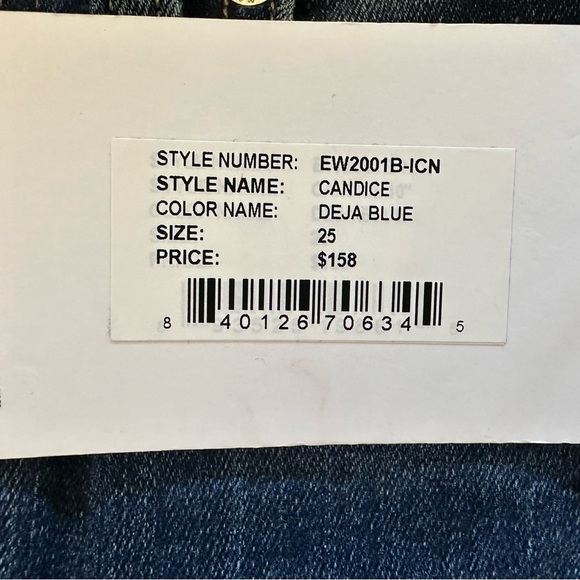 STYLE NUMBER: EW2001B-ICN
STYLE NAME: CANDICE
COLOR NAME: DEJA BLUE
SIZE: 25
PRICE: $158
8 40126 70634 5